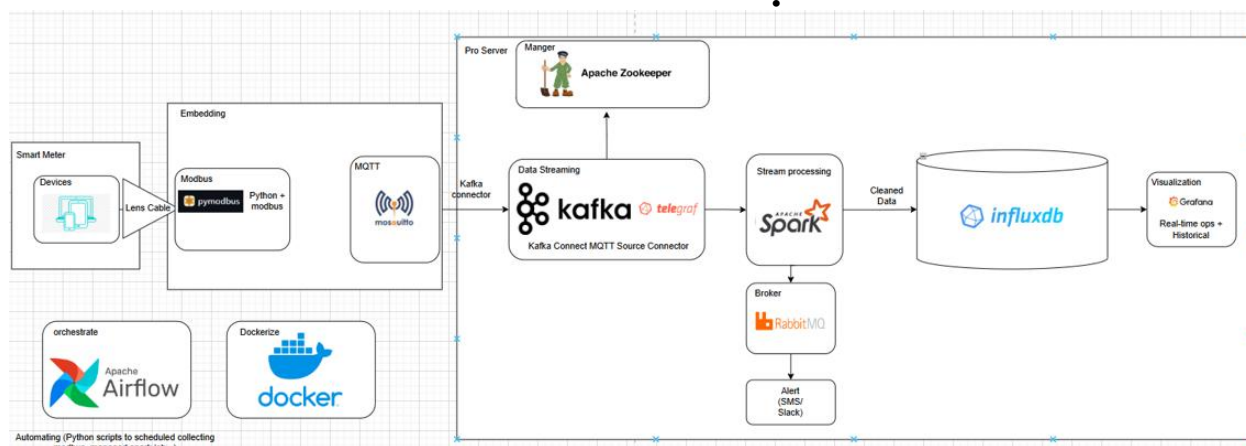 Pro Server
Manger
Apache Zookeeper
Embedding
Smart Meter
Devices
Lens Cable
Modbus
pymodbus
Python +
modbus
MQTT
mosquitto
Kafka
connector
Data Streaming
kafka
telegraf
Kafka Connect MQTT Source Connector
Stream processing
APACHE
Spark
Cleaned
Data
influxdb
Visualization
Grafana
Real-time ops +
Historical
Broker
RabbitMQ
Alert
(SMS/
Slack)
orchestrate
Apache
Airflow
Dockerize
docker
Automating (Python scripts to scheduled collecting